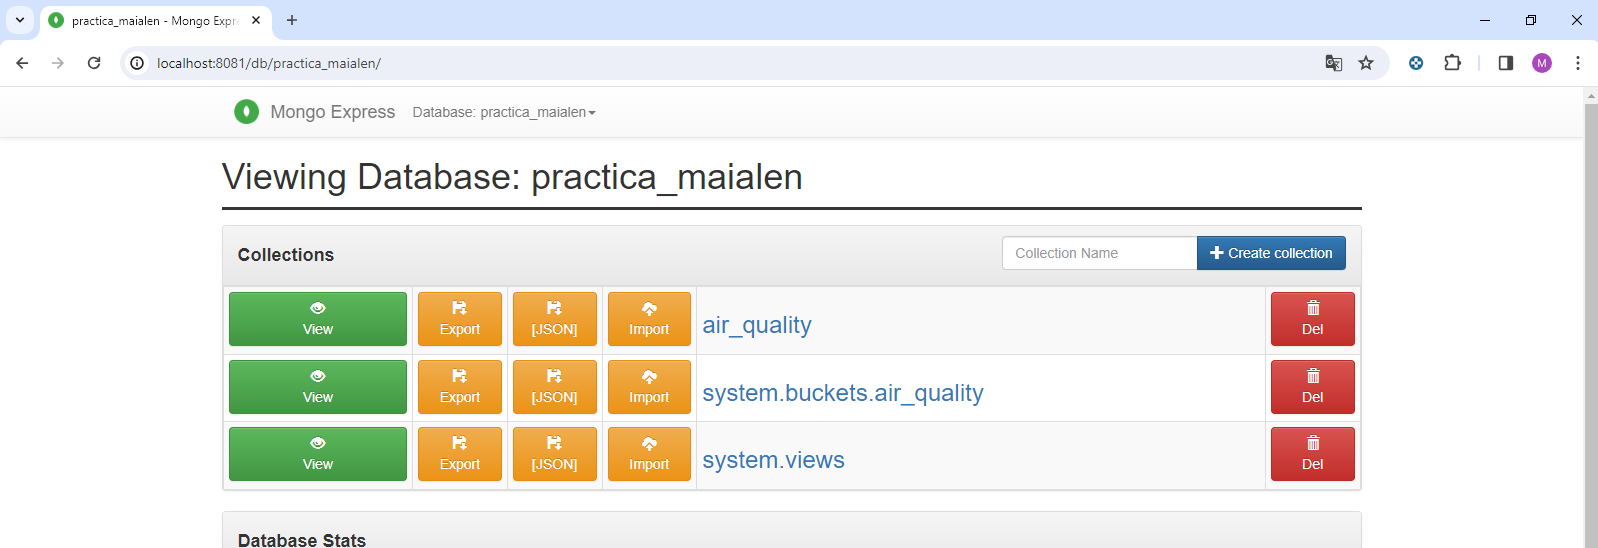 practica_maialen - Mongo Expr
localhost:8081/db/practica_maialen/
M
Mongo Express Database: practica_maialen
Viewing Database: practica_maialen
Collections Collection Name Create collection
View Export [JSON] Import air_quality Del
View Export [JSON] Import system.buckets.air_quality Del
View Export [JSON] Import system.views Del
Database Stats